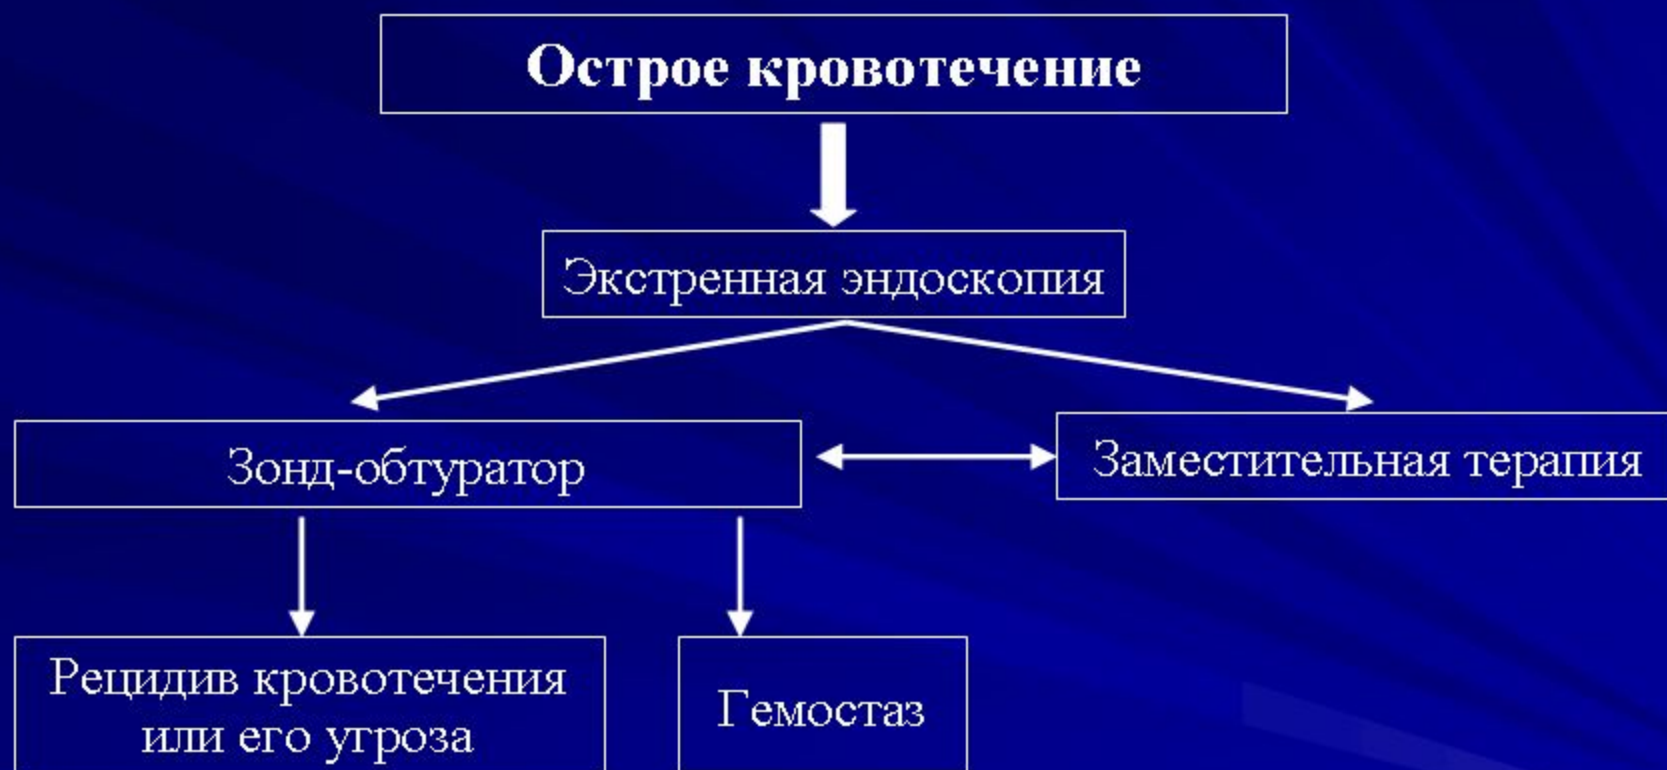 Острое кровотечение
Экстренная эндоскопия
Зонд-обтуратор
Заместительная терапия
Рецидив кровотечения
или его угроза
Гемостаз